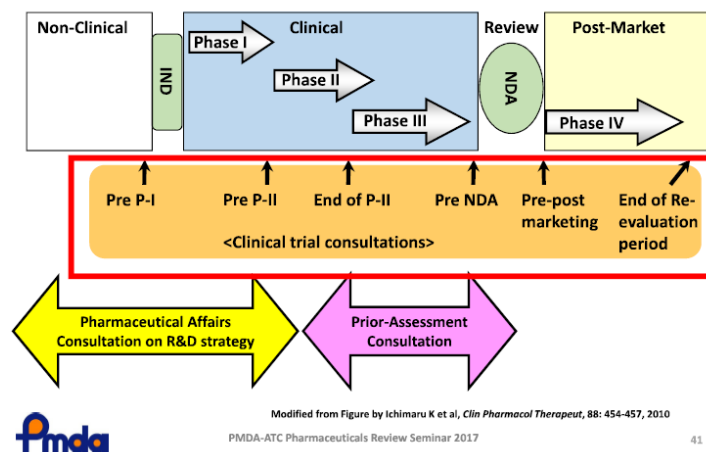 Non-Clinical
Clinical
Review
Post-Market
IND
Phase I
Phase II
Phase III
NDA
Phase IV
Pre P-I
Pre P-II
End of P-II
Pre NDA
Pre-post
marketing
End of Re-
evaluation
period
<Clinical trial consultations>
Pharmaceutical Affairs
Consultation on R&D strategy
Prior-Assessment
Consultation
Modified from Figure by Ichimaru K et al, Clin Pharmacol Therapeut, 88: 454-457, 2010
Pmda
PMDA-ATC Pharmaceuticals Review Seminar 2017
41